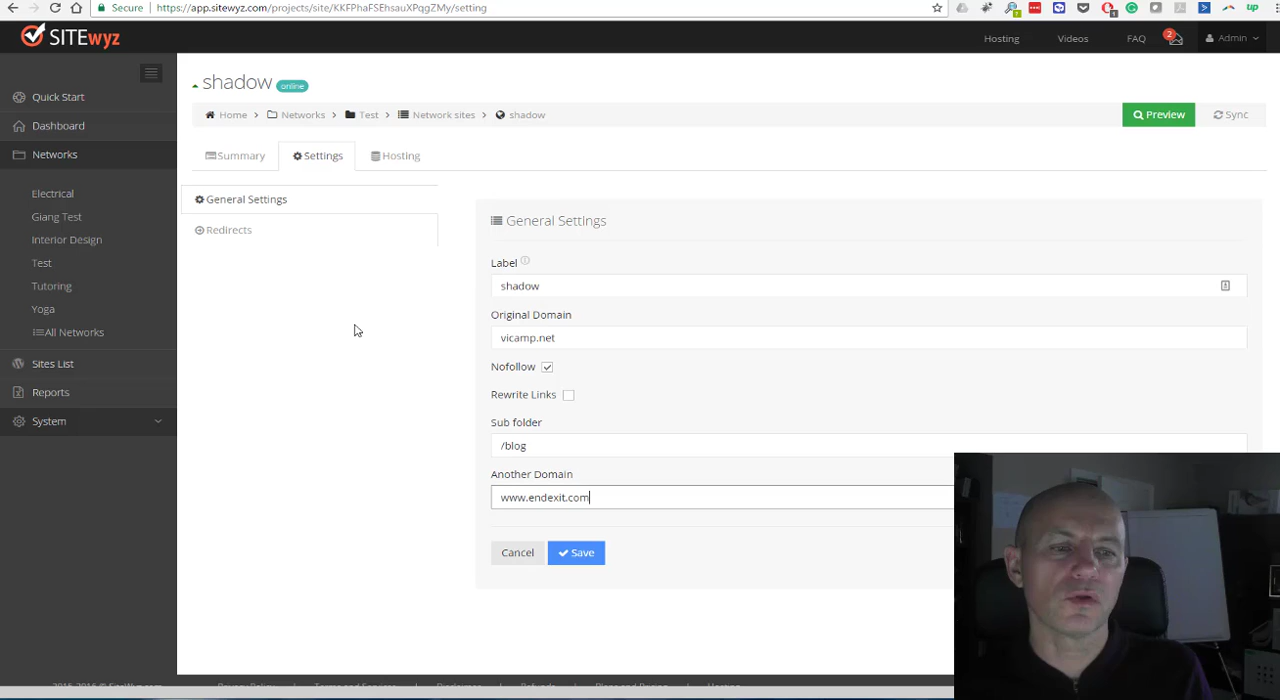 Secure https://app.sitewyz.com/projects/site/KKFPhaFSEhsauXPqgZMy/setting
SITEwyz
Hosting Videos FAQ 2 Admin
shadow online
Quick Start
Home > Networks > Test > Network sites > shadow
Preview Sync
Dashboard
Networks
Summary Settings Hosting
Electrical
General Settings
Giang Test
General Settings
Redirects
Interior Design
Test
Label
Tutoring
shadow
Yoga
Original Domain
All Networks
vicamp.net
Sites List
Nofollow
Reports
Rewrite Links
System
Sub folder
/blog
Another Domain
www.endexit.com
Cancel Save